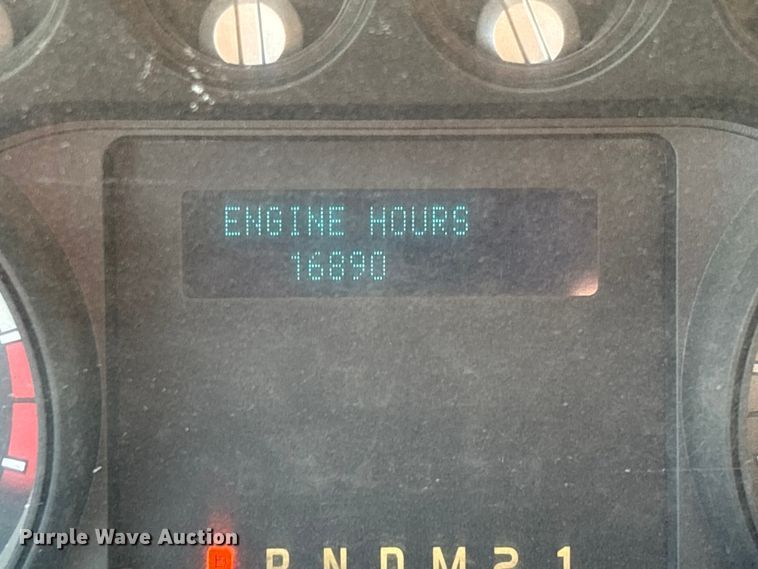 ENGINE HOURS
16890
Purple Wave Auction
R N D M 2 1